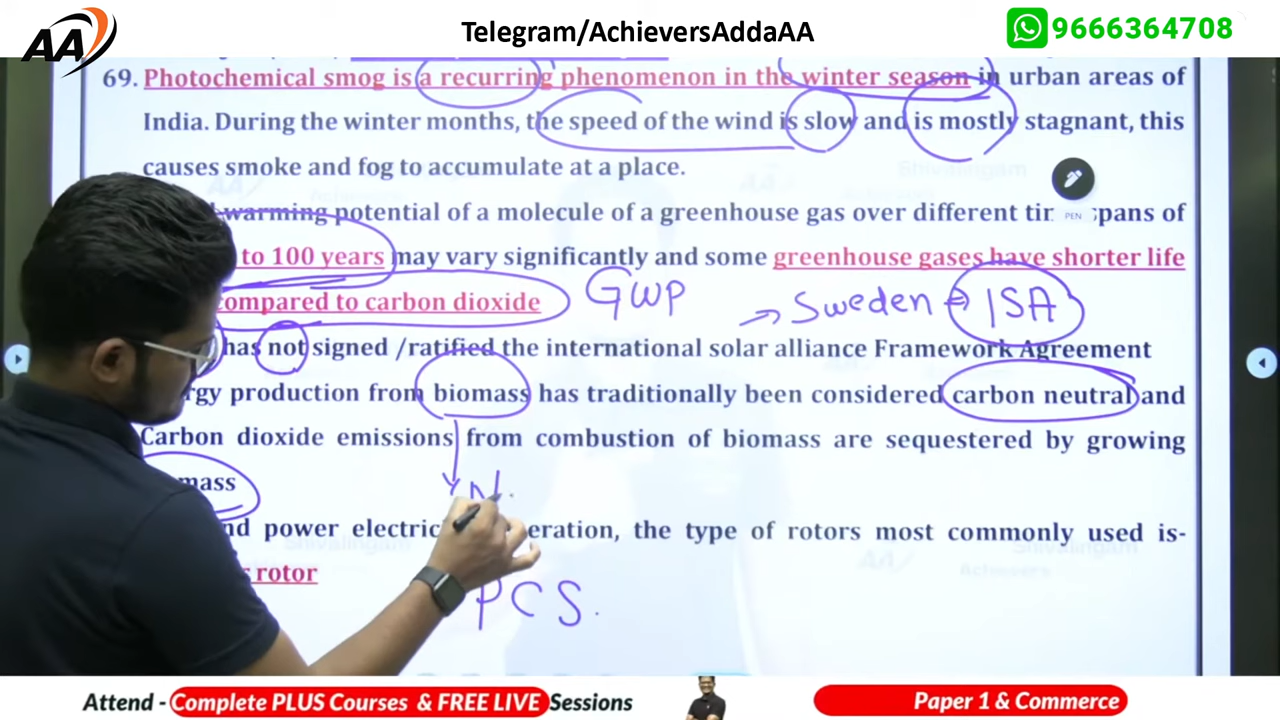 AA
Telegram/AchieversAddaAA
9666364708
69. Photochemical smog is a recurring phenomenon in the winter season in urban areas of
India. During the winter months, the speed of the wind is slow and is mostly stagnant, this
causes smoke and fog to accumulate at a place.
warming potential of a molecule of a greenhouse gas over different spans of
PEN
to 100 years may vary significantly and some greenhouse gases have shorter life
compared to carbon dioxide GWP → Sweden ⇒ ISA
has not signed /ratified the international solar alliance Framework Agreement
production from biomass has traditionally been considered carbon neutral and
Carbon dioxide emissions from combustion of biomass are sequestered by growing
N.
power the type of rotors most commonly used is-
rotor
PCS.
Attend - Complete PLUS Courses & FREE LIVE Sessions
Paper 1 & Commerce